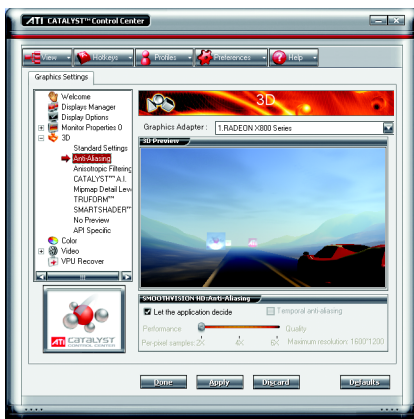 ATI CATALYST™ Control Center
View
Hotkeys
Profiles
Preferences
Help
Graphics Settings
Welcome
Displays Manager
Display Options
Monitor Properties 0
3D
Standard Settings
Anti-Aliasing
Anisotropic Filtering
CATALYST™ A.I.
Mipmap Detail Leve
TRUFORM™
SMARTSHADER™
No Preview
API Specific
Color
Video
VPU Recover
ATI CATALYST
CONTROL CENTER
3D
Graphics Adapter :
1.RADEON X800 Series
3D Preview
SMOOTHVISION HD:Anti-Aliasing
Let the application decide
Temporal anti-aliasing
Performance
Quality
Per-pixel samples:2X
4X
6X
Maximum resolution: 1600*1200
Done
Apply
Discard
Defaults